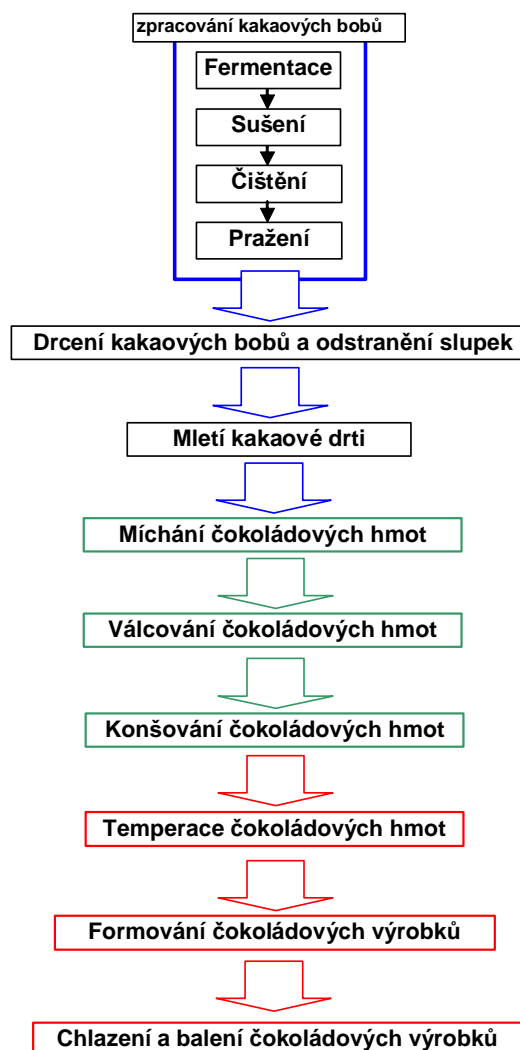 zpracování kakaových bobů
Fermentace
Sušení
Čištění
Pražení
Drcení kakaových bobů a odstranění slupek
Mletí kakaové drti
Míchání čokoládových hmot
Válcování čokoládových hmot
Konšování čokoládových hmot
Temperace čokoládových hmot
Formování čokoládových výrobků
Chlazení a balení čokoládových výrobků